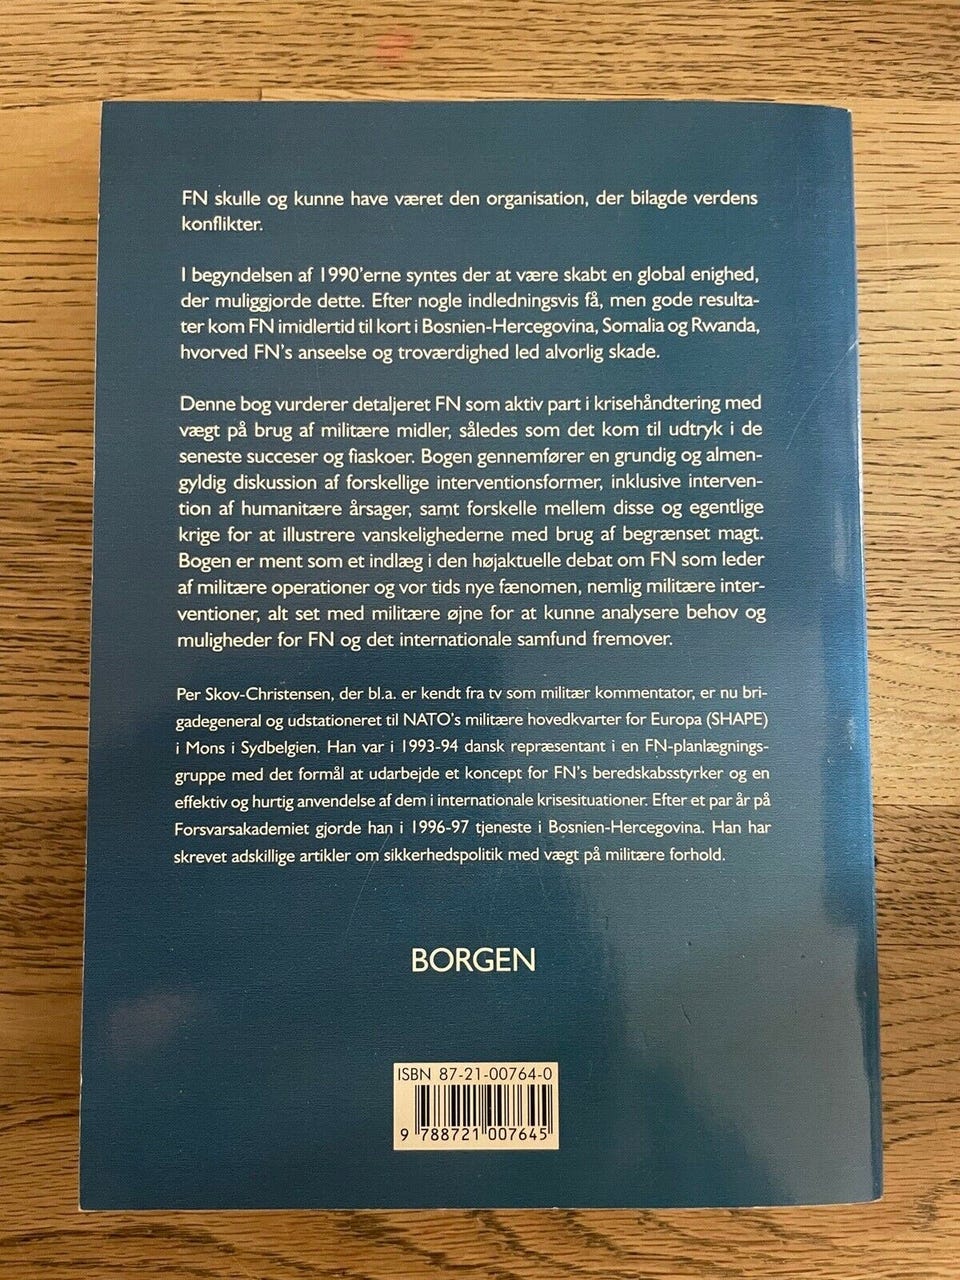 FN skulle og kunne have været den organisation, der bilagde verdens
konflikter.
I begyndelsen af 1990'erne syntes der at være skabt en global enighed,
der muliggjorde dette. Efter nogle indledningsvis få, men gode resulta-
ter kom FN imidlertid til kort i Bosnien-Hercegovina, Somalia og Rwanda,
hvorved FN's anseelse og troværdighed led alvorlig skade.
Denne bog vurderer detaljeret FN som aktiv part i krisehåndtering med
vægt på brug af militære midler, således som det kom til udtryk i de
seneste succeser og fiaskoer. Bogen gennemfører en grundig og almen-
gyldig diskussion af forskellige interventionsformer, inklusive interven-
tion af humanitære årsager, samt forskelle mellem disse og egentlige
krige for at illustrere vanskelighederne med brug af begrænset magt.
Bogen er ment som et indlæg i den højaktuelle debat om FN som leder
af militære operationer og vor tids nye fænomen, nemlig militære inter-
ventioner, alt set med militære øjne for at kunne analysere behov og
muligheder for FN og det internationale samfund fremover.
Per Skov-Christensen, der bl.a. er kendt fra tv som militær kommentator, er nu bri-
gadegeneral og udstationeret til NATO's militære hovedkvarter for Europa (SHAPE)
i Mons i Sydbelgien. Han var i 1993-94 dansk repræsentant i en FN-planlægnings-
gruppe med det formål at udarbejde et koncept for FN's beredskabsstyrker og en
effektiv og hurtig anvendelse af dem i internationale krisesituationer. Efter et par år på
Forsvarsakademiet gjorde han i 1996-97 tjeneste i Bosnien-Hercegovina. Han har
skrevet adskillige artikler om sikkerhedspolitik med vægt på militære forhold.
BORGEN
ISBN 87-21-00764-0
9 788721 007645